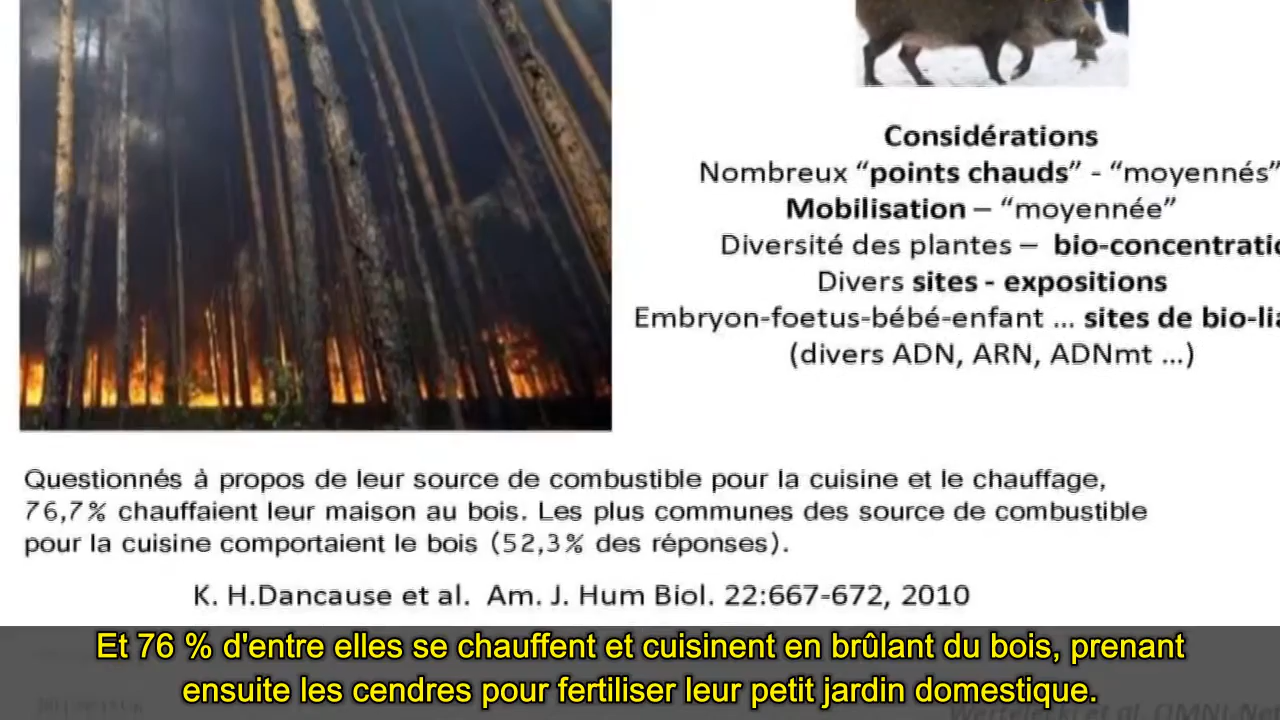 Considérations
Nombreux “points chauds” - “moyennés”
Mobilisation – “moyennée”
Diversité des plantes – bio-concentratio
Divers sites - expositions
Embryon-foetus-bébé-enfant ... sites de bio-lia
(divers ADN, ARN, ADNmt ...)
Questionnés à propos de leur source de combustible pour la cuisine et le chauffage,
76,7% chauffaient leur maison au bois. Les plus communes des source de combustible
pour la cuisine comportaient le bois (52,3% des réponses).
K. H.Dancause et al. Am. J. Hum Biol. 22:667-672, 2010
Et 76 % d'entre elles se chauffent et cuisinent en brûlant du bois, prenant
ensuite les cendres pour fertiliser leur petit jardin domestique.